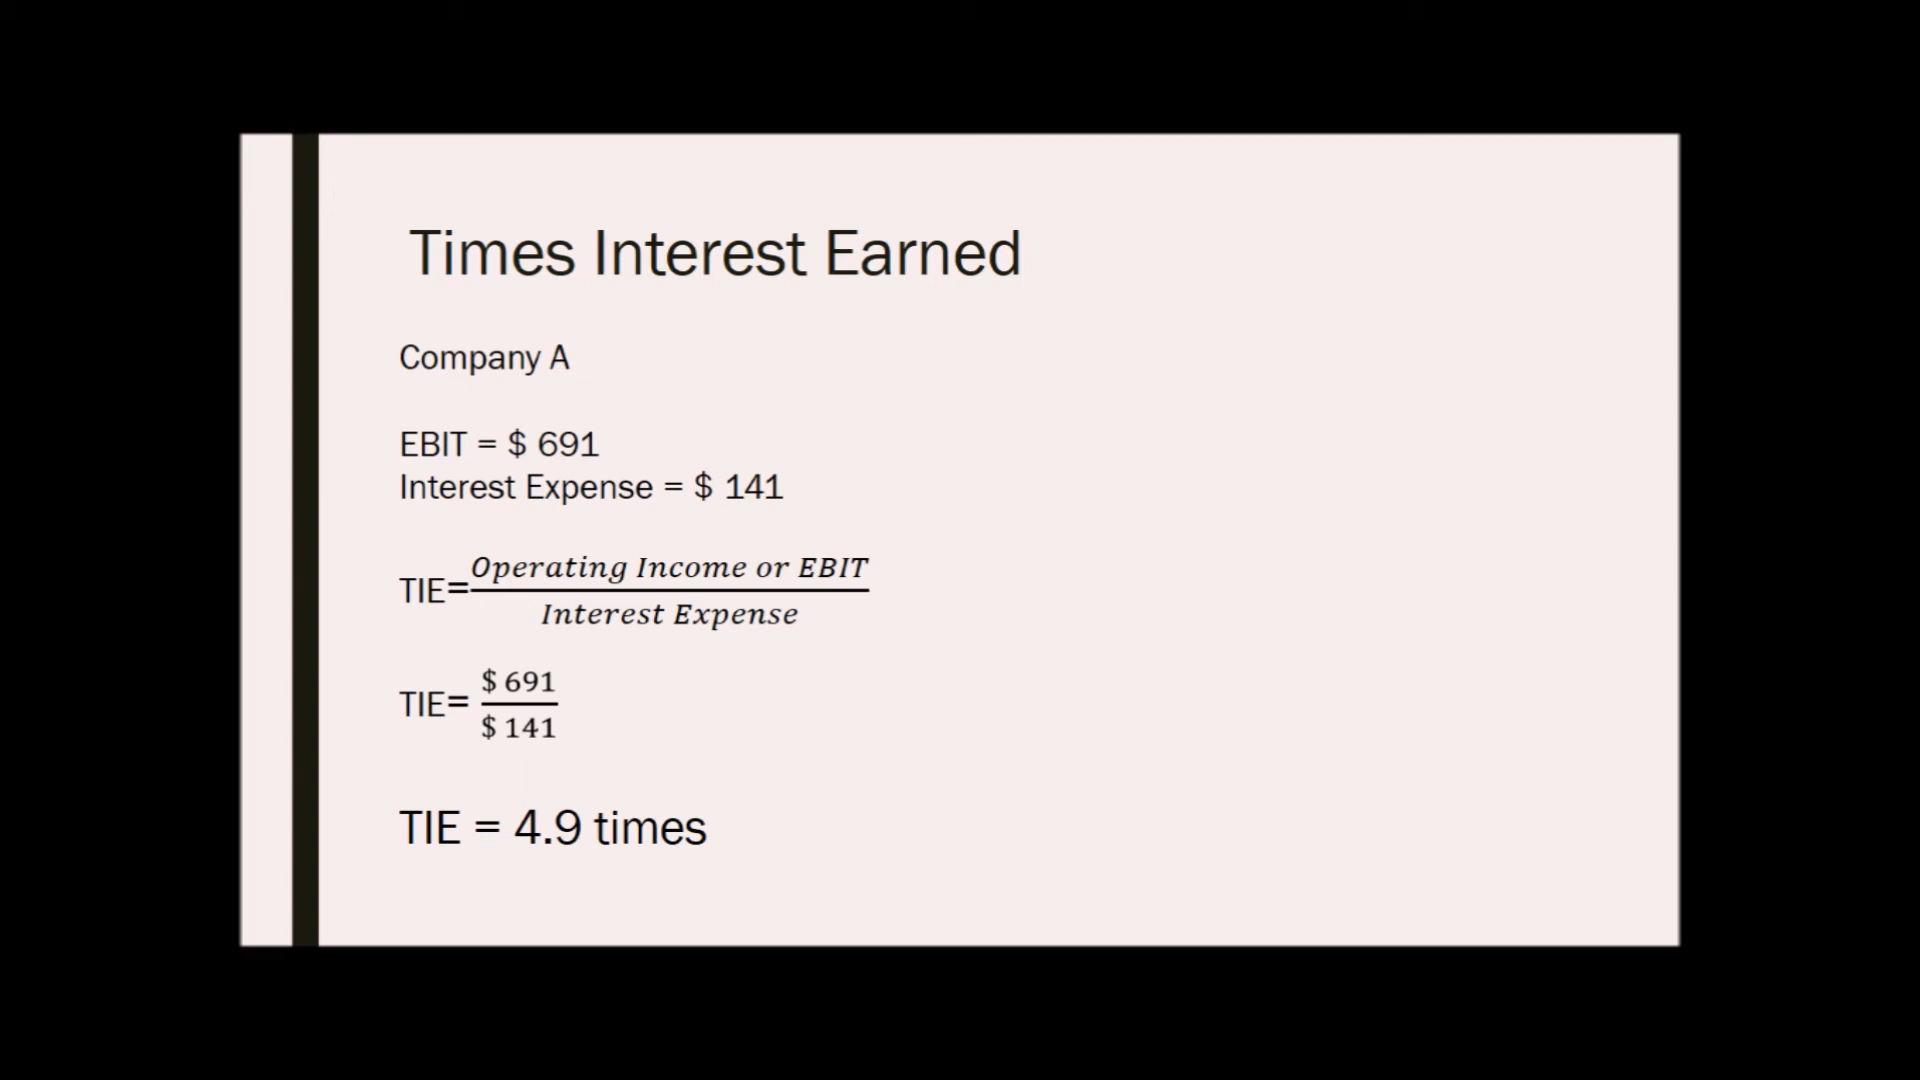 Times Interest Earned
Company A
EBIT = $ 691
Interest Expense = $ 141
TIE=Operating Income or EBIT
Interest Expense
TIE= $ 691
$ 141
TIE = 4.9 times